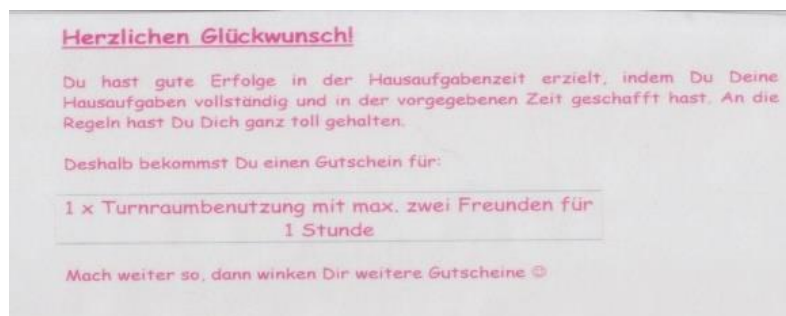 Herzlichen Glückwunsch!
Du hast gute Erfolge in der Hausaufgabenzeit erzielt, indem Du Deine
Hausaufgaben vollständig und in der vorgegebenen Zeit geschafft hast. An die
Regeln hast Du Dich ganz toll gehalten.
Deshalb bekommst Du einen Gutschein für:
1 x Turnraumbenutzung mit max. zwei Freunden für
1 Stunde
Mach weiter so, dann winken Dir weitere Gutscheine ☺